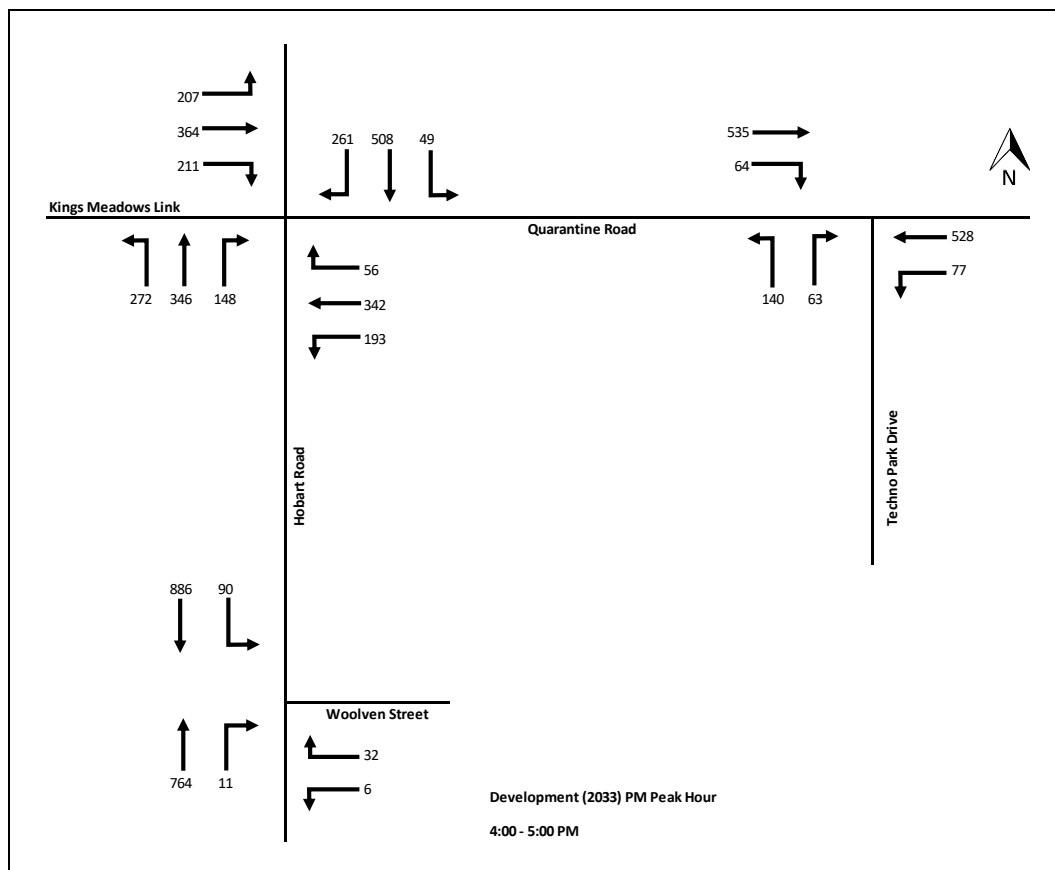 207
364
211
261 508 49
535
64
N
Kings Meadows Link
Quarantine Road
272 346 148
56
342
193
140 63
528
77
Hobart Road
Techno Park Drive
886 90
Woolven Street
764 11
32
6
Development (2033) PM Peak Hour
4:00 - 5:00 PM